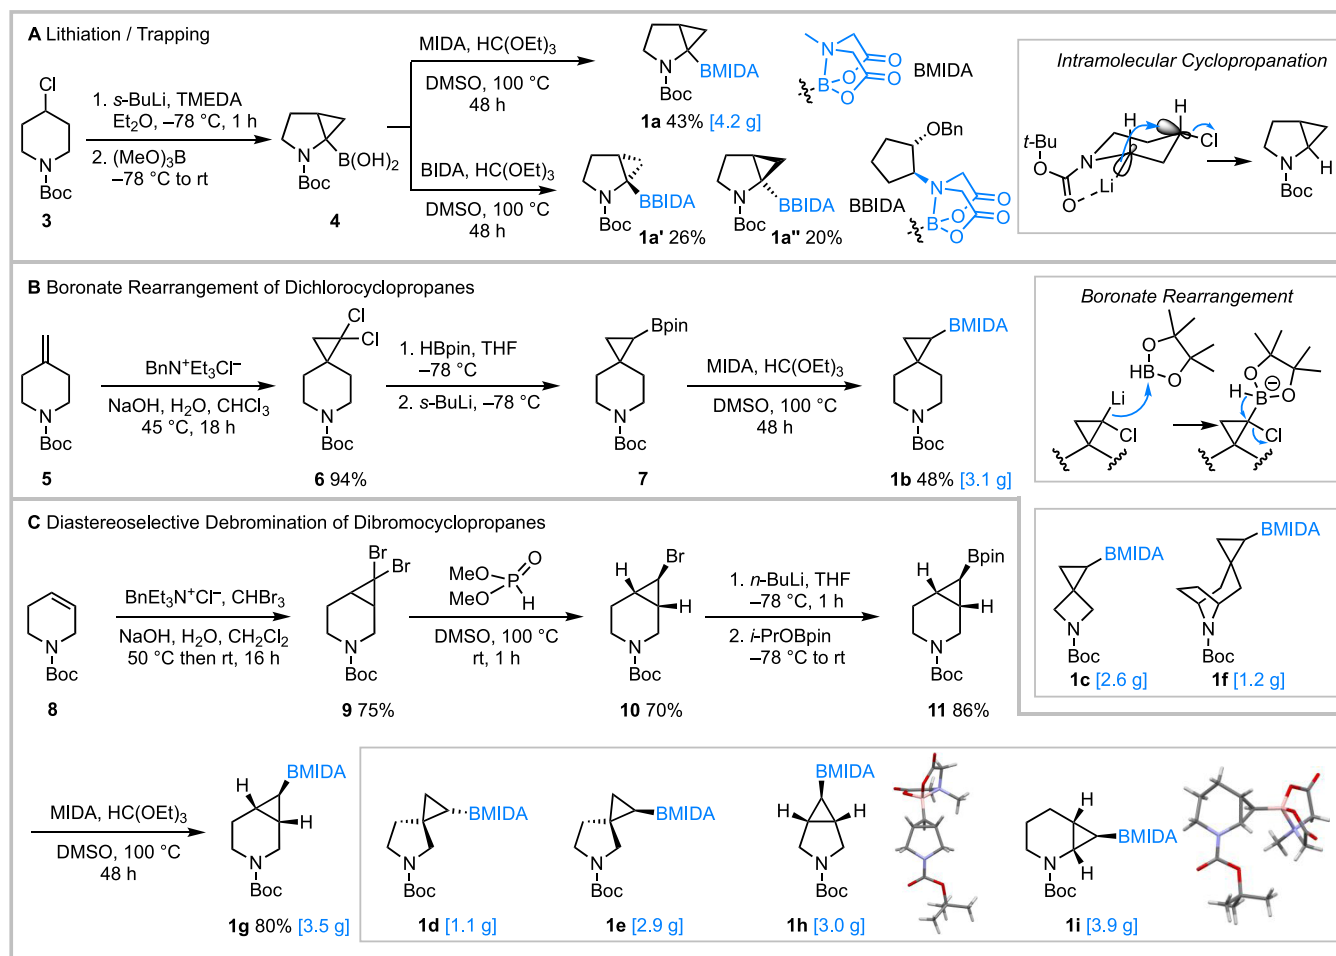 A Lithiation / Trapping
Cl
N
Boc
3
1. s-BuLi, TMEDA
Et2O, –78 °C, 1 h
2. (MeO)3B
–78 °C to rt
N
B(OH)2
Boc
4
MIDA, HC(OEt)3
DMSO, 100 °C
48 h
BIDA, HC(OEt)3
DMSO, 100 °C
48 h
N
BMIDA
Boc
1a 43% [4.2 g]
N
O
O
B
O
O
BMIDA
N
BBIDA
Boc
1a' 26%
N
BBIDA
Boc
1a'' 20%
OBn
N
O
O
B
O
O
BBIDA
Intramolecular Cyclopropanation
H
H
Cl
t-Bu
O
N
O
Li
N
H
Boc
B Boronate Rearrangement of Dichlorocyclopropanes
N
Boc
5
BnN+Et3Cl–
NaOH, H2O, CHCl3
45 °C, 18 h
Cl
Cl
N
Boc
6 94%
1. HBpin, THF
–78 °C
2. s-BuLi, –78 °C
Bpin
N
Boc
7
MIDA, HC(OEt)3
DMSO, 100 °C
48 h
BMIDA
N
Boc
1b 48% [3.1 g]
Boronate Rearrangement
O
HB
O
Li
Cl
O
H
B
–
O
Cl
C Diastereoselective Debromination of Dibromocyclopropanes
N
Boc
8
BnEt3N+Cl–, CHBr3
NaOH, H2O, CH2Cl2
50 °C then rt, 16 h
Br
Br
N
Boc
9 75%
MeO
O
P
MeO
H
DMSO, 100 °C
rt, 1 h
H
Br
H
N
Boc
10 70%
1. n-BuLi, THF
–78 °C, 1 h
2. i-PrOBpin
–78 °C to rt
H
Bpin
H
N
Boc
11 86%
BMIDA
N
Boc
1c [2.6 g]
BMIDA
N
Boc
1f [1.2 g]
MIDA, HC(OEt)3
DMSO, 100 °C
48 h
H
BMIDA
H
N
Boc
1g 80% [3.5 g]
BMIDA
N
Boc
1d [1.1 g]
BMIDA
N
Boc
1e [2.9 g]
BMIDA
H
H
N
Boc
1h [3.0 g]
H
BMIDA
N
H
Boc
1i [3.9 g]